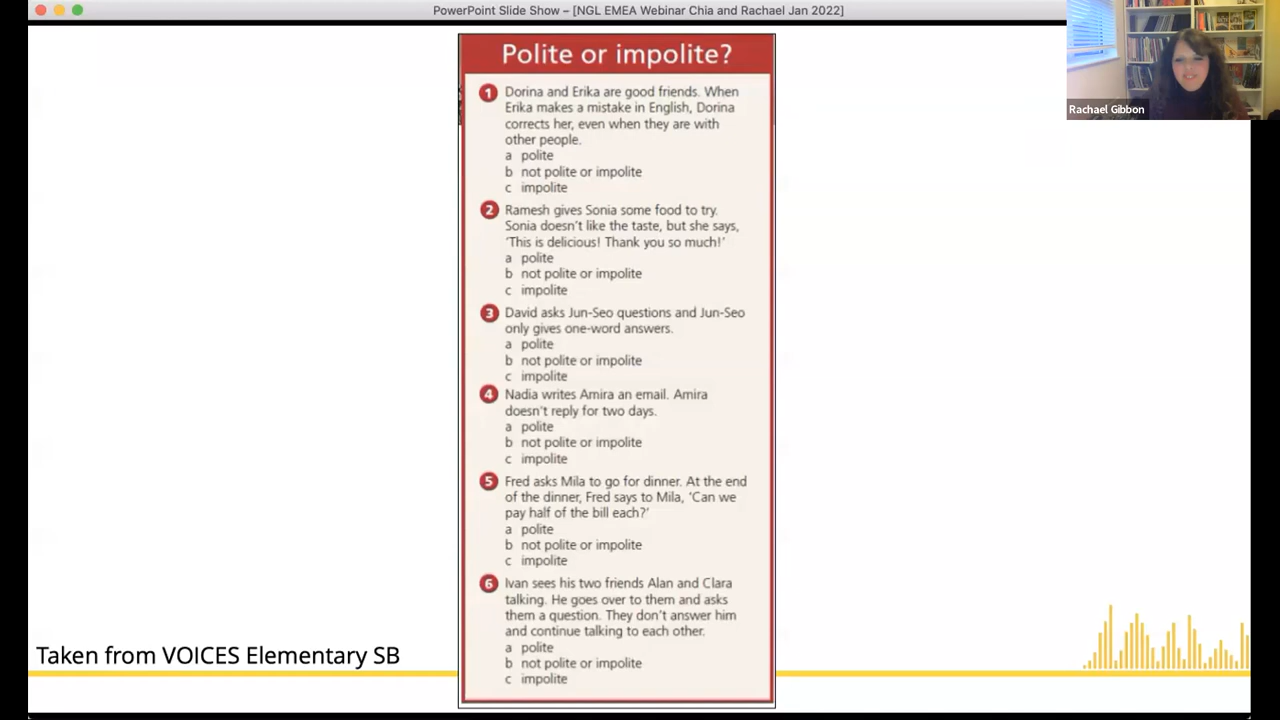 PowerPoint Slide Show – [NGL EMEA Webinar Chia and Rachael Jan 2022]
Rachael Gibbon
Polite or impolite?
1 Dorina and Erika are good friends. When
Erika makes a mistake in English, Dorina
corrects her, even when they are with
other people.
a polite
b not polite or impolite
c impolite
2 Ramesh gives Sonia some food to try.
Sonia doesn't like the taste, but she says,
'This is delicious! Thank you so much!'
a polite
b not polite or impolite
c impolite
3 David asks Jun-Seo questions and Jun-Seo
only gives one-word answers.
a polite
b not polite or impolite
c impolite
4 Nadia writes Amira an email. Amira
doesn't reply for two days.
a polite
b not polite or impolite
c impolite
5 Fred asks Mila to go for dinner. At the end
of the dinner, Fred says to Mila, 'Can we
pay half of the bill each?'
a polite
b not polite or impolite
c impolite
6 Ivan sees his two friends Alan and Clara
talking. He goes over to them and asks
them a question. They don't answer him
and continue talking to each other.
a polite
b not polite or impolite
c impolite
Taken from VOICES Elementary SB